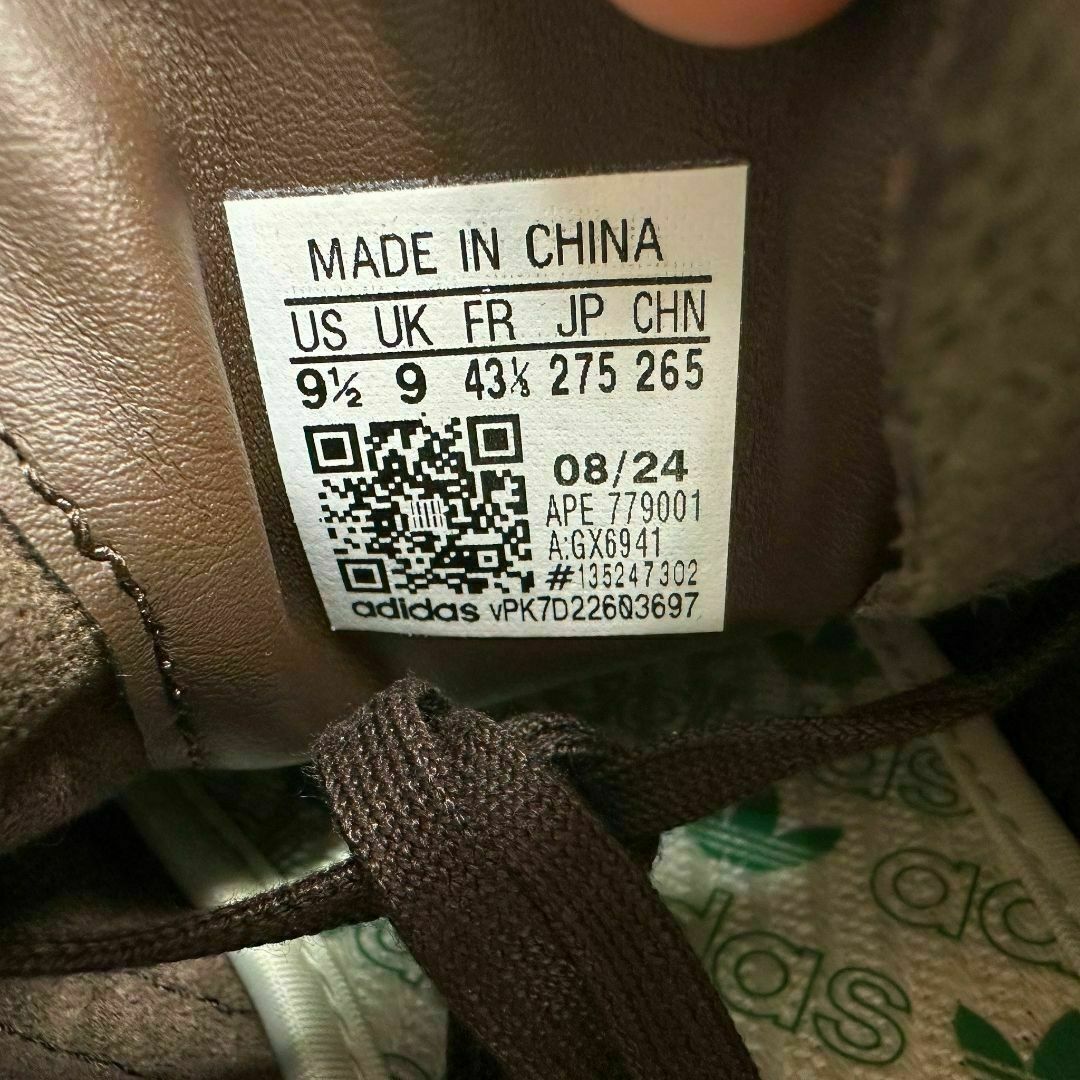 MADE IN CHINA
US UK FR JP CHN
9½ 9 43⅓ 275 265
08/24
APE 779001
A:GX6941
#135247302
adidas vPK7D22603697
adidas